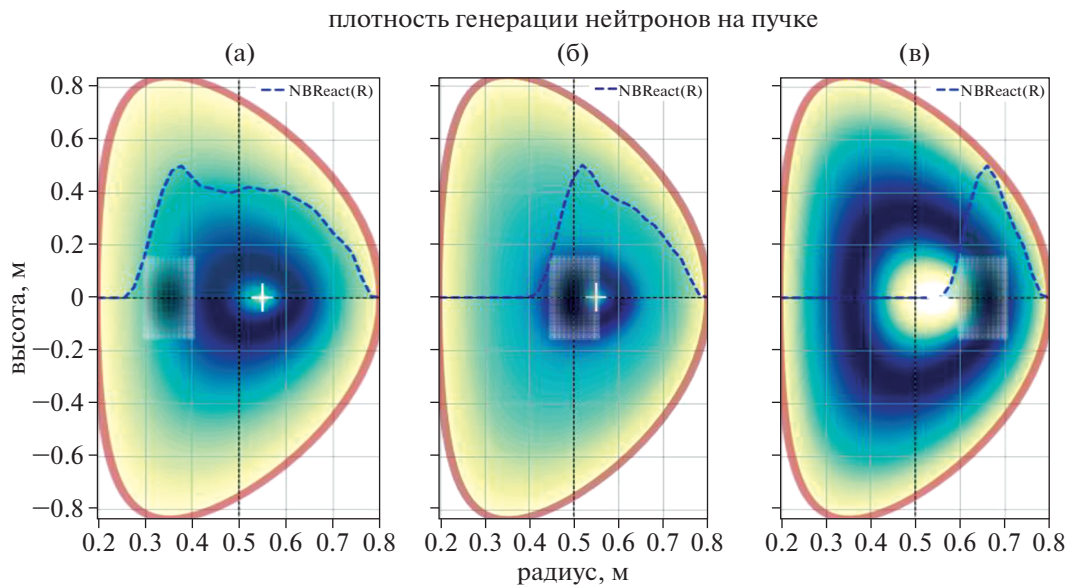 плотность генерации нейтронов на пучке
(а) (б) (в)
NBReact(R) NBReact(R) NBReact(R)
0.8
0.6
0.4
0.2
0
−0.2
−0.4
−0.6
−0.8
высота, м
0.2 0.3 0.4 0.5 0.6 0.7 0.8 0.2 0.3 0.4 0.5 0.6 0.7 0.8 0.2 0.3 0.4 0.5 0.6 0.7 0.8
радиус, м